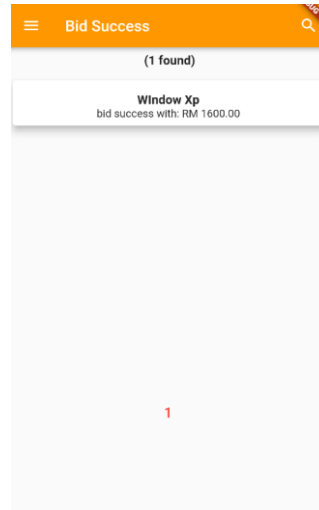 Bid Success
(1 found)
WIndow Xp
bid success with: RM 1600.00
1